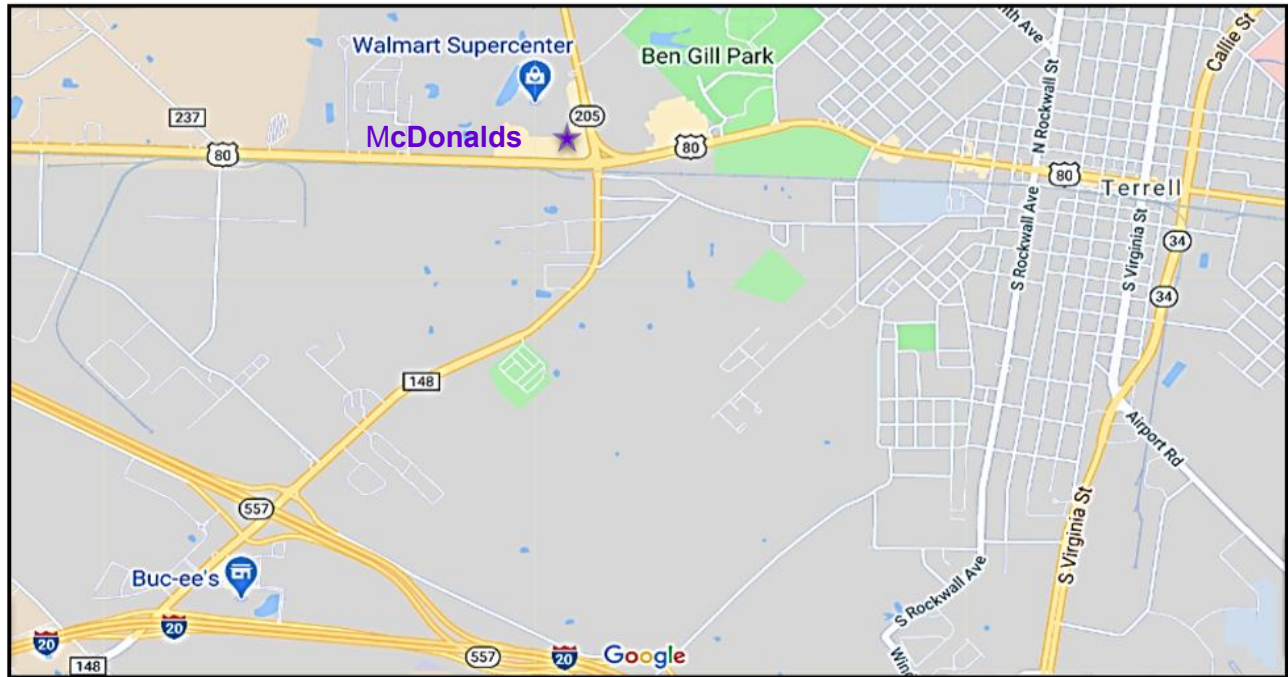 Walmart Supercenter
Ben Gill Park
N Rockwall St
Callie St
205
237
McDonalds
80
80
80
Terrell
S Rockwall Ave
S Virginia St
34
34
148
Airport Rd
557
S Virginia St
Buc-ee's
S Rockwall Ave
20
20
148
557
20
Google